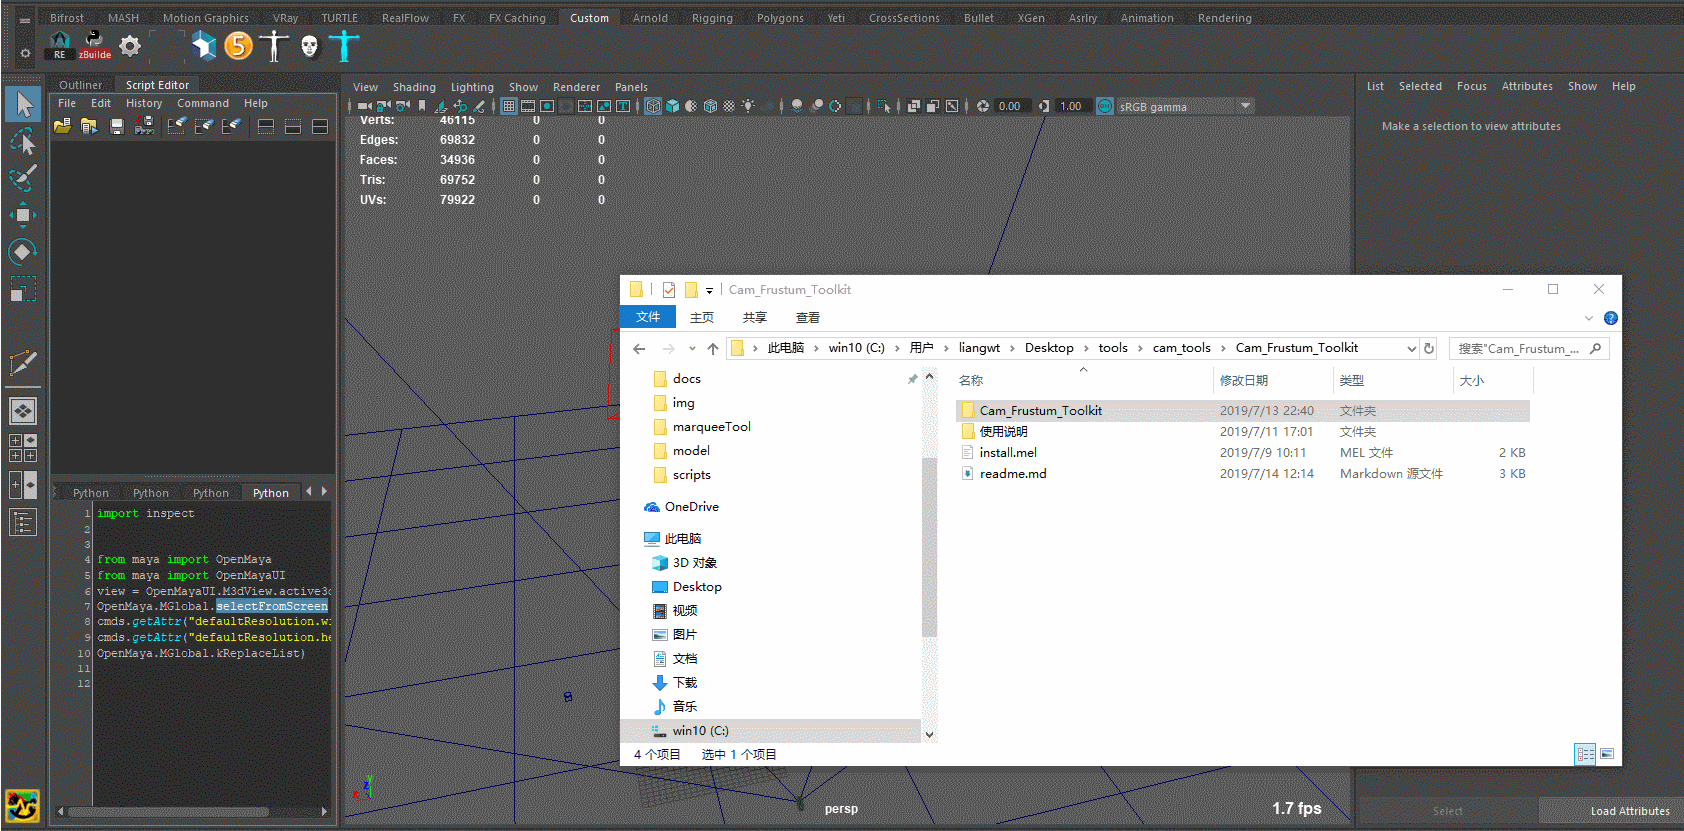 Bifrost MASH Motion Graphics VRay TURTLE RealFlow FX FX Caching Custom Arnold Rigging Polygons Yeti CrossSections Bullet XGen Asrlry Animation Rendering
RE zBuilde 5
Outliner Script Editor
File Edit History Command Help
View Shading Lighting Show Renderer Panels
0.00 1.00 sRGB gamma
List Selected Focus Attributes Show Help
Make a selection to view attributes
Verts: 46115 0 0
Edges: 69832 0 0
Faces: 34936 0 0
Tris: 69752 0 0
UVs: 79922 0 0
Python Python Python Python
1 import inspect
2
3
4 from maya import OpenMaya
5 from maya import OpenMayaUI
6 view = OpenMayaUI.M3dView.active3d
7 OpenMaya.MGlobal.selectFromScreen
8 cmds.getAttr("defaultResolution.wi
9 cmds.getAttr("defaultResolution.he
10 OpenMaya.MGlobal.kReplaceList)
11
12
Cam_Frustum_Toolkit
文件 主页 共享 查看
此电脑 win10 (C:) 用户 liangwt Desktop tools cam_tools Cam_Frustum_Toolkit
搜索"Cam_Frustum_...
docs
img
marqueeTool
model
scripts
OneDrive
此电脑
3D 对象
Desktop
视频
图片
文档
下载
音乐
win10 (C:)
名称 修改日期 类型 大小
Cam_Frustum_Toolkit 2019/7/13 22:40 文件夹
使用说明 2019/7/11 17:01 文件夹
install.mel 2019/7/9 10:11 MEL 文件 2 KB
readme.md 2019/7/14 12:14 Markdown 源文件 3 KB
4 个项目 选中 1 个项目
persp
1.7 fps
Select Load Attributes